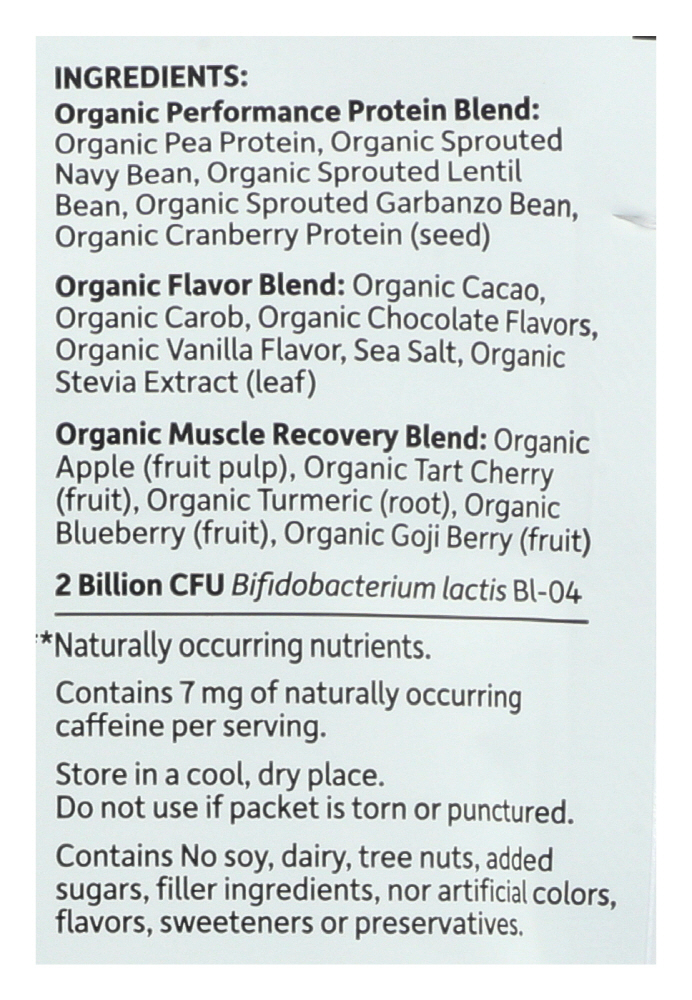 INGREDIENTS:
Organic Performance Protein Blend:
Organic Pea Protein, Organic Sprouted
Navy Bean, Organic Sprouted Lentil
Bean, Organic Sprouted Garbanzo Bean,
Organic Cranberry Protein (seed)
Organic Flavor Blend: Organic Cacao,
Organic Carob, Organic Chocolate Flavors,
Organic Vanilla Flavor, Sea Salt, Organic
Stevia Extract (leaf)
Organic Muscle Recovery Blend: Organic
Apple (fruit pulp), Organic Tart Cherry
(fruit), Organic Turmeric (root), Organic
Blueberry (fruit), Organic Goji Berry (fruit)
2 Billion CFU Bifidobacterium lactis Bl-04
**Naturally occurring nutrients.
Contains 7 mg of naturally occurring
caffeine per serving.
Store in a cool, dry place.
Do not use if packet is torn or punctured.
Contains No soy, dairy, tree nuts, added
sugars, filler ingredients, nor artificial colors,
flavors, sweeteners or preservatives.